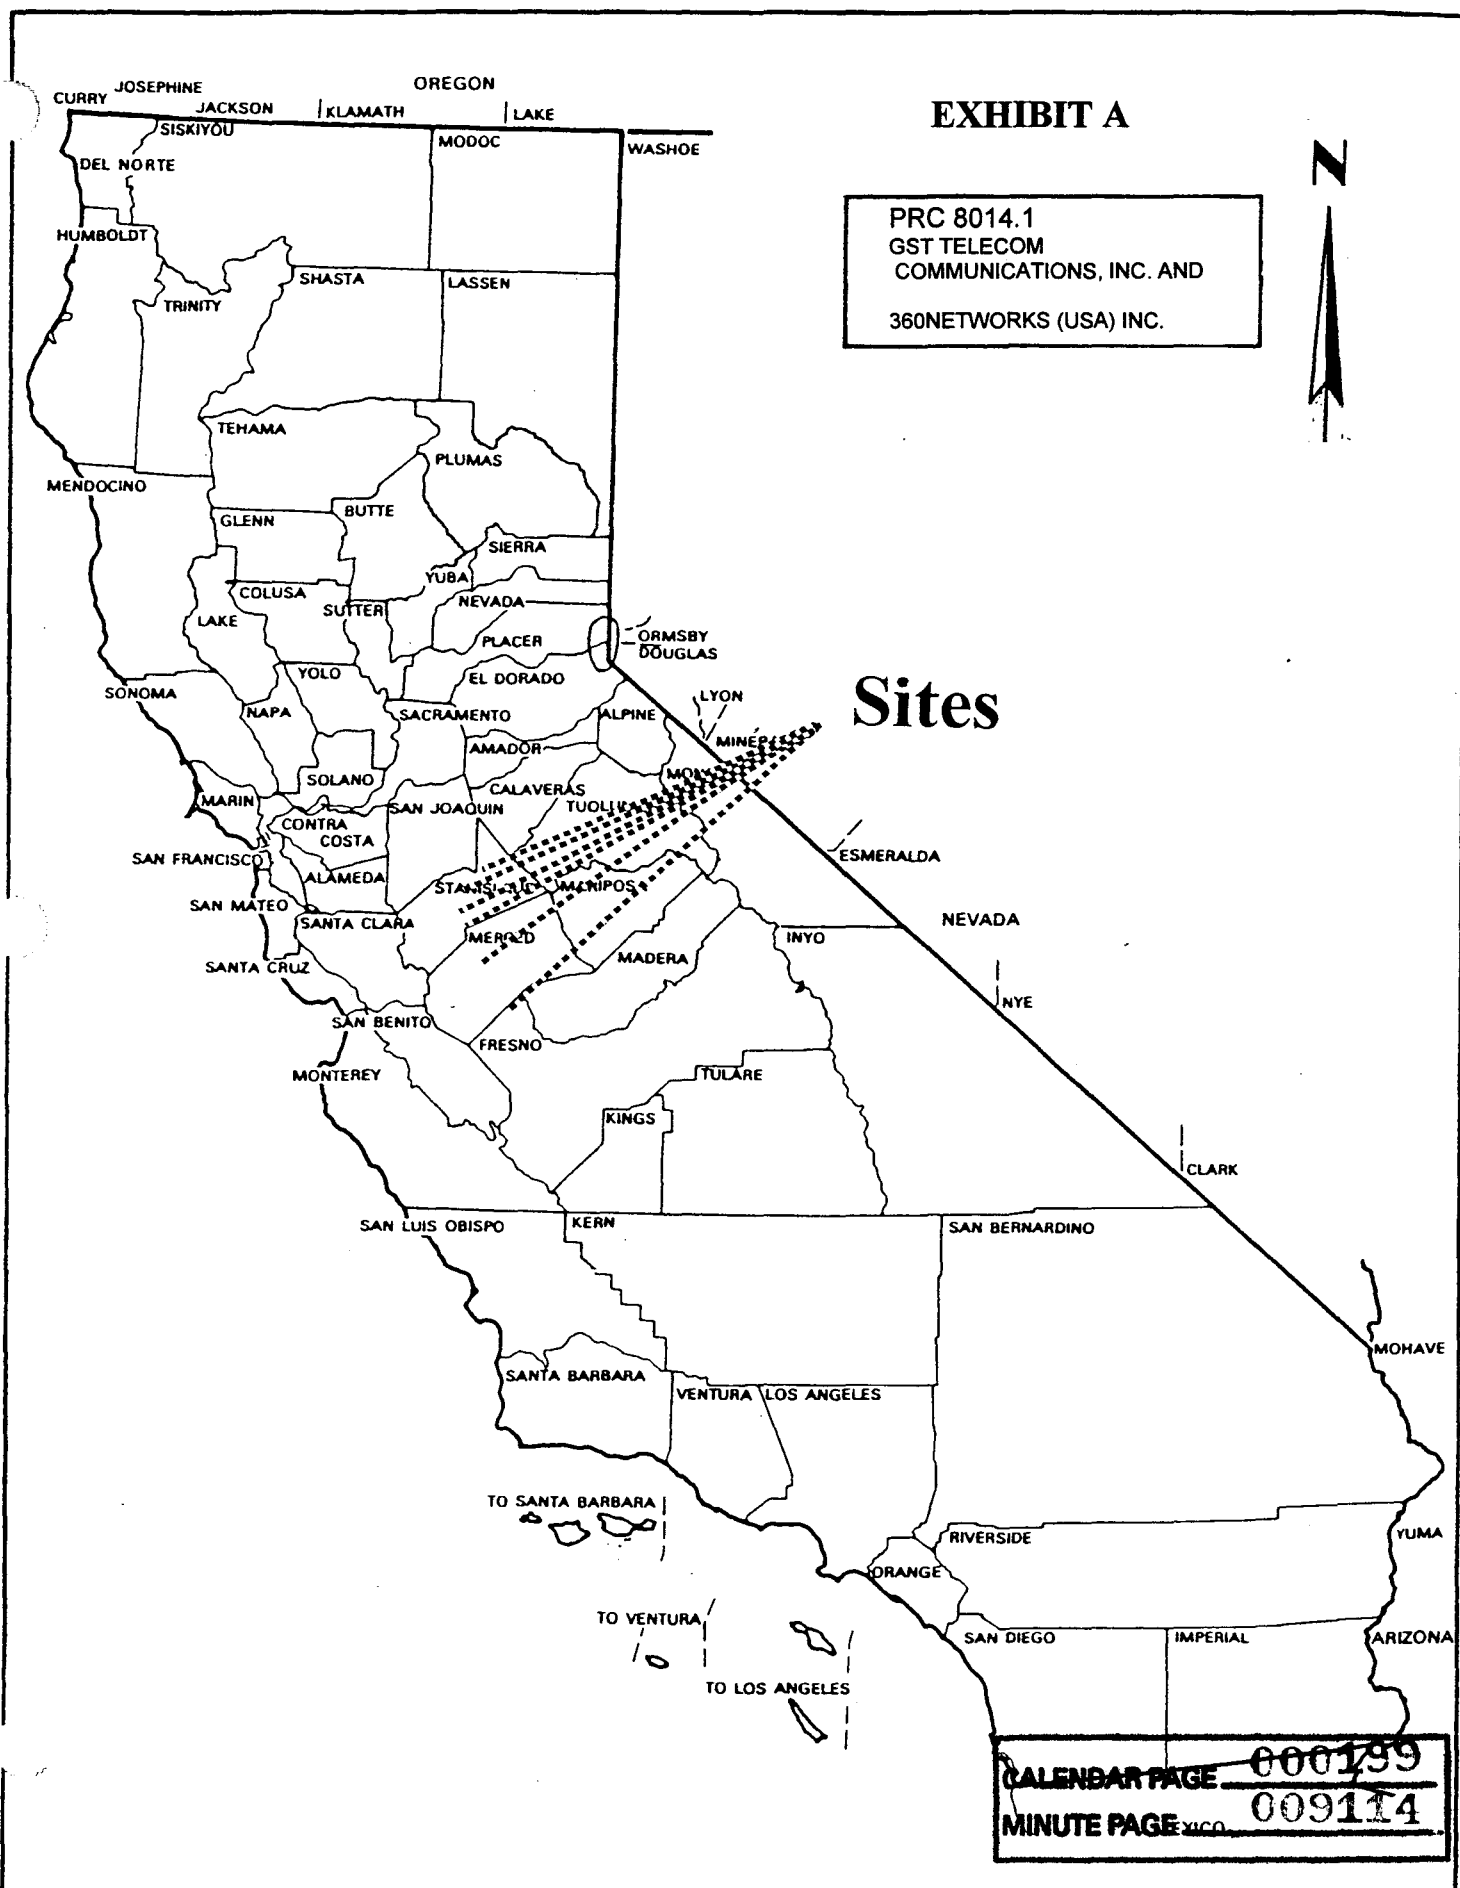 JOSEPHINE
OREGON
CURRY
JACKSON
KLAMATH
LAKE
EXHIBIT A
SISKIYOU
MODOC
WASHOE
N
DEL NORTE
PRC 8014.1
GST TELECOM
COMMUNICATIONS, INC. AND
360NETWORKS (USA) INC.
HUMBOLDT
TRINITY
SHASTA
LASSEN
TEHAMA
PLUMAS
MENDOCINO
GLENN
BUTTE
SIERRA
YUBA
COLUSA
SUTTER
NEVADA
LAKE
PLACER
ORMSBY
DOUGLAS
YOLO
EL DORADO
SONOMA
NAPA
SACRAMENTO
ALPINE
LYON
Sites
AMADOR
SOLANO
CALAVERAS
MARIN
SAN JOAQUIN
CONTRA
COSTA
SAN FRANCISCO
ESMERALDA
ALAMEDA
SAN MATEO
SANTA CLARA
NEVADA
INYO
SANTA CRUZ
MADERA
NYE
SAN BENITO
FRESNO
MONTEREY
TULARE
KINGS
CLARK
SAN LUIS OBISPO
KERN
SAN BERNARDINO
MOHAVE
SANTA BARBARA
VENTURA
LOS ANGELES
TO SANTA BARBARA
RIVERSIDE
YUMA
ORANGE
TO VENTURA
SAN DIEGO
IMPERIAL
ARIZONA
TO LOS ANGELES
CALENDAR PAGE 000199
MINUTE PAGE 009114